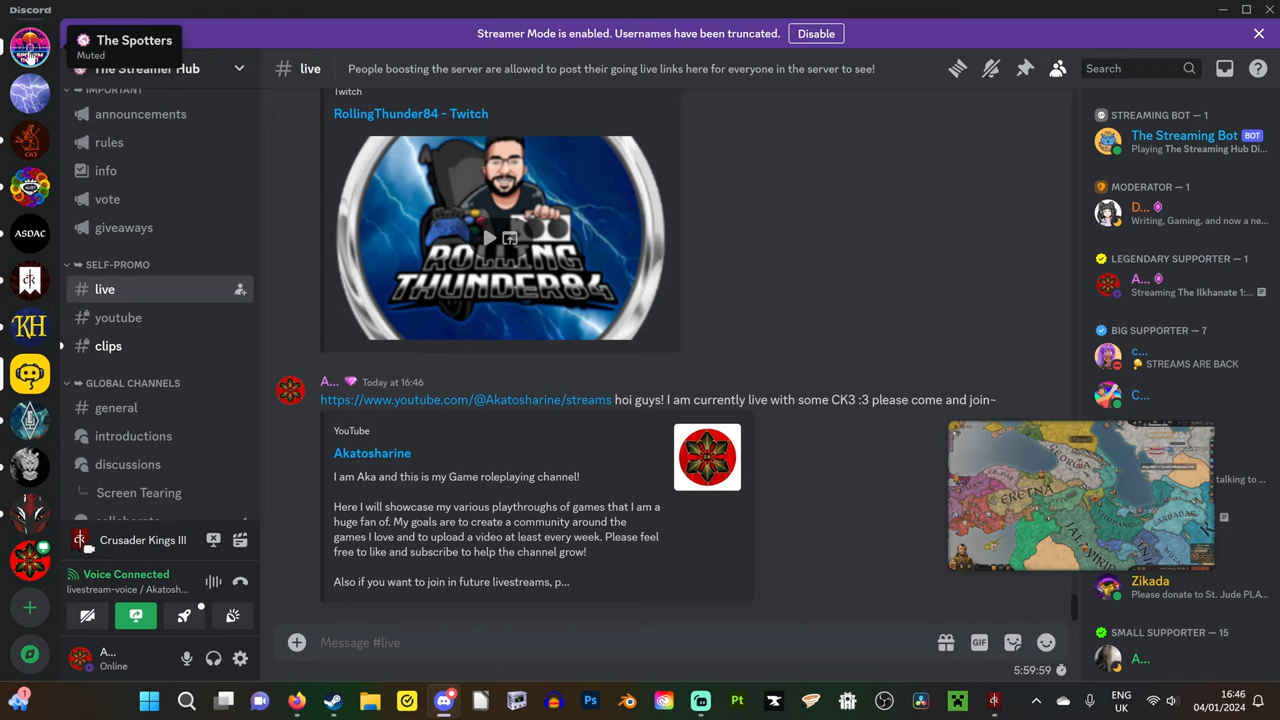 Discord
The Spotters
Muted
Streamer Mode is enabled. Usernames have been truncated.
Disable
The Streamer Hub
live
People boosting the server are allowed to post their going live links here for everyone in the server to see!
Search
IMPORTANT
announcements
rules
info
vote
giveaways
SELF-PROMO
live
youtube
clips
GLOBAL CHANNELS
general
introductions
discussions
Screen Tearing
CK3
ASDAC
KH
Crusader Kings III
Voice Connected
livestream-voice / Akatosh...
A...
Online
Twitch
RollingThunder84 - Twitch
ROLLING
THUNDER84
A... Today at 16:46
https://www.youtube.com/@Akatosharine/streams hoi guys! I am currently live with some CK3 :3 please come and join~
YouTube
Akatosharine
I am Aka and this is my Game roleplaying channel!
Here I will showcase my various playthroughs of games that I am a
huge fan of. My goals are to create a community around the
games I love and to upload a video at least every week. Please feel
free to like and subscribe to help the channel grow!
Also if you want to join in future livestreams, p...
Message #live
GIF
5:59:59
STREAMING BOT — 1
The Streaming Bot BOT
Playing The Streaming Hub Di...
MODERATOR — 1
D...
Writing, Gaming, and now a ne...
LEGENDARY SUPPORTER — 1
A...
Streaming The Ilkhanate 1:...
BIG SUPPORTER — 7
c...
STREAMS ARE BACK
C...
GEORGIA
ERETNA
JALAYIRID
SARBADAR
talking to ...
Zikada
Please donate to St. Jude PLA...
SMALL SUPPORTER — 15
A...
1
Ps
Pt
ENG
UK
16:46
04/01/2024